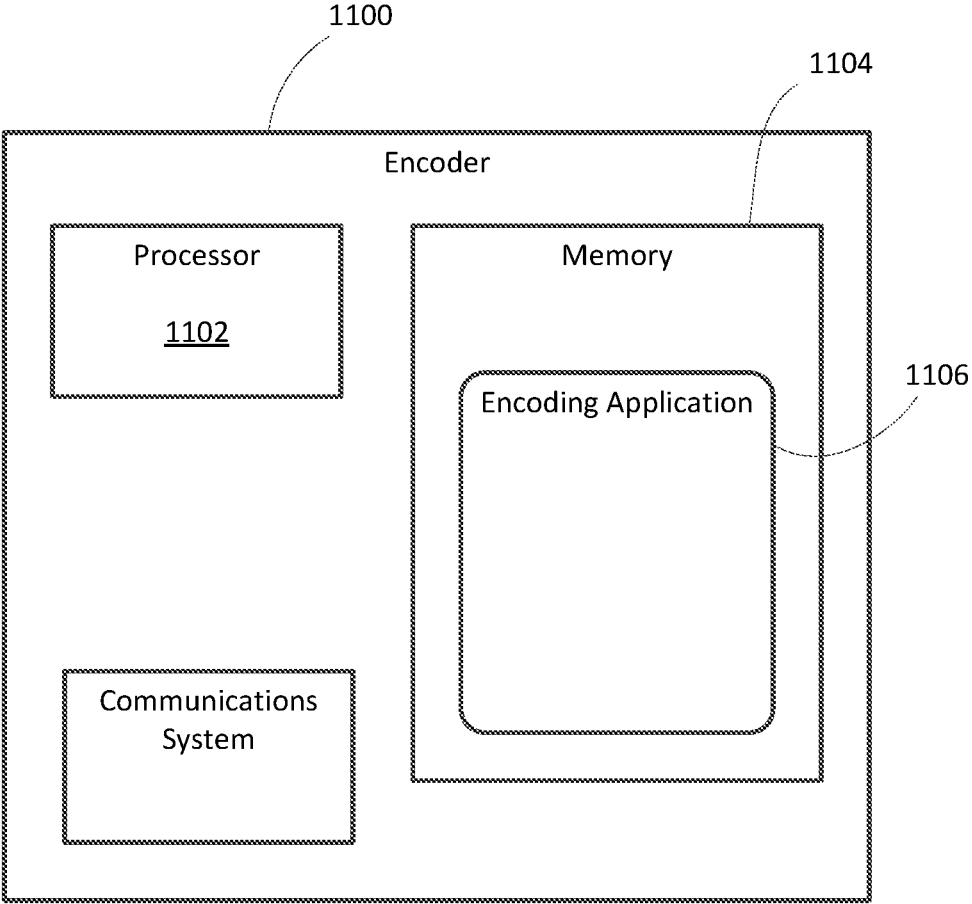 1100
1104
Encoder
Processor
Memory
1102
1106
Encoding Application
Communications
System